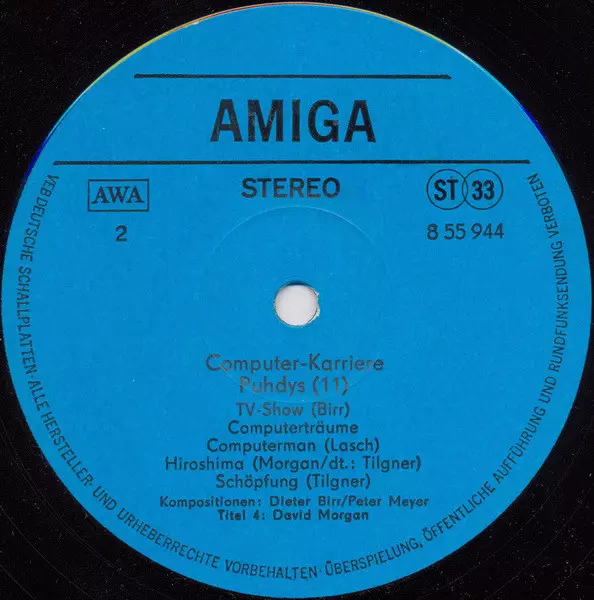 AMIGA
AWA
STEREO
ST 33
2
8 55 944
Computer-Karriere
Puhdys (11)
TV-Show (Birr)
Computerträume
Computerman (Lasch)
Hiroshima (Morgan/dt.: Tilgner)
Schöpfung (Tilgner)
Kompositionen: Dieter Birr/Peter Meyer
Titel 4: David Morgan
VEB DEUTSCHE SCHALLPLATTEN · ALLE HERSTELLER- UND URHEBERRECHTE VORBEHALTEN · ÜBERSPIELUNG, ÖFFENTLICHE AUFFÜHRUNG UND RUNDFUNKSENDUNG VERBOTEN